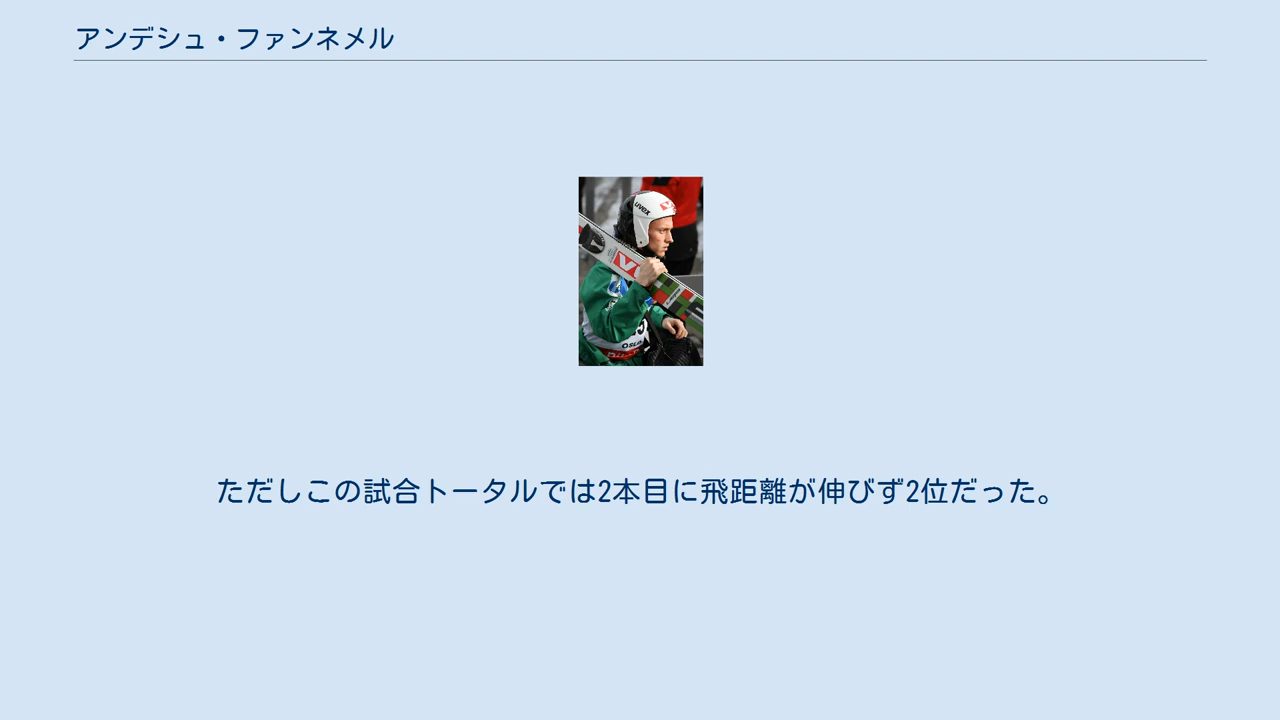 アンデシュ・ファンネメル
uvex
OSLO
ただしこの試合トータルでは2本目に飛距離が伸びず2位だった。